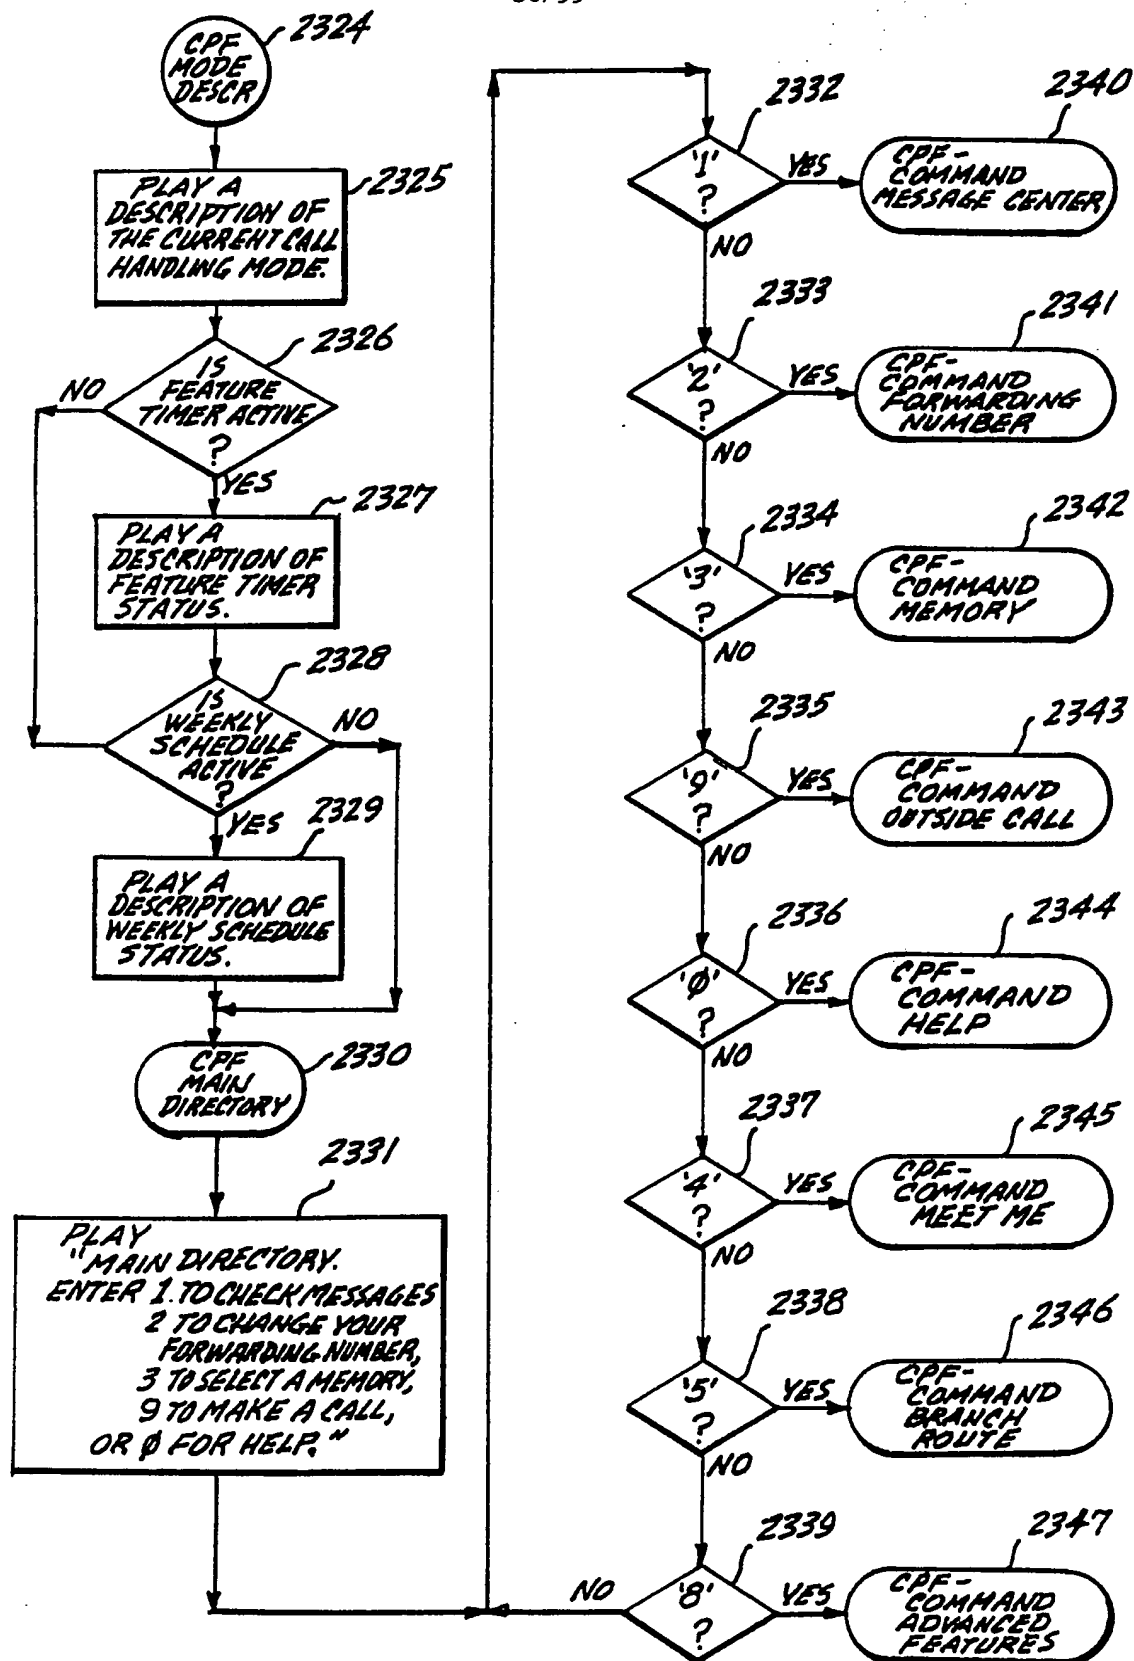 2324
CPF
MODE
DESCR
2325
PLAY A
DESCRIPTION OF
THE CURRENT CALL
HANDLING MODE.
2326
IS
FEATURE
TIMER ACTIVE
?
NO
YES
2327
PLAY A
DESCRIPTION OF
FEATURE TIMER
STATUS.
2328
IS
WEEKLY
SCHEDULE
ACTIVE
?
NO
YES
2329
PLAY A
DESCRIPTION OF
WEEKLY SCHEDULE
STATUS.
2330
CPF
MAIN
DIRECTORY
2331
PLAY
"MAIN DIRECTORY.
ENTER 1. TO CHECK MESSAGES
2 TO CHANGE YOUR
FORWARDING NUMBER,
3 TO SELECT A MEMORY,
9 TO MAKE A CALL,
OR Ø FOR HELP."
2332
'1'
?
YES
NO
2340
CPF-
COMMAND
MESSAGE CENTER
2333
'2'
?
YES
NO
2341
CPF-
COMMAND
FORWARDING
NUMBER
2334
'3'
?
YES
NO
2342
CPF-
COMMAND
MEMORY
2335
'9'
?
YES
NO
2343
CPF-
COMMAND
OUTSIDE CALL
2336
'Ø'
?
YES
NO
2344
CPF-
COMMAND
HELP
2337
'4'
?
YES
NO
2345
CPF-
COMMAND
MEET ME
2338
'5'
?
YES
NO
2346
CPF-
COMMAND
BRANCH
ROUTE
2339
'8'
?
NO
YES
2347
CPF-
COMMAND
ADVANCED
FEATURES